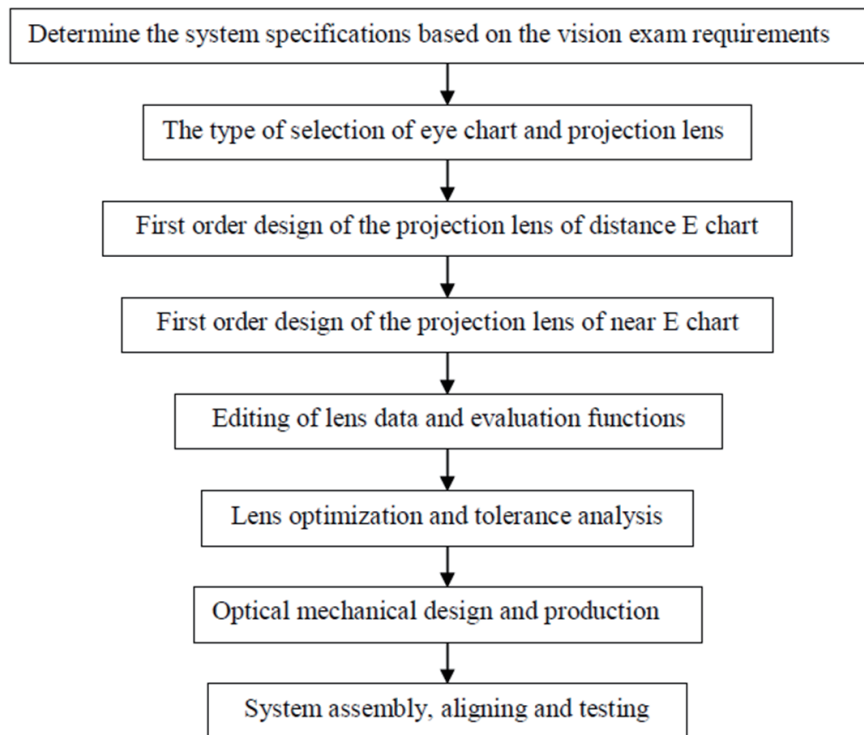 Determine the system specifications based on the vision exam requirements
The type of selection of eye chart and projection lens
First order design of the projection lens of distance E chart
First order design of the projection lens of near E chart
Editing of lens data and evaluation functions
Lens optimization and tolerance analysis
Optical mechanical design and production
System assembly, aligning and testing